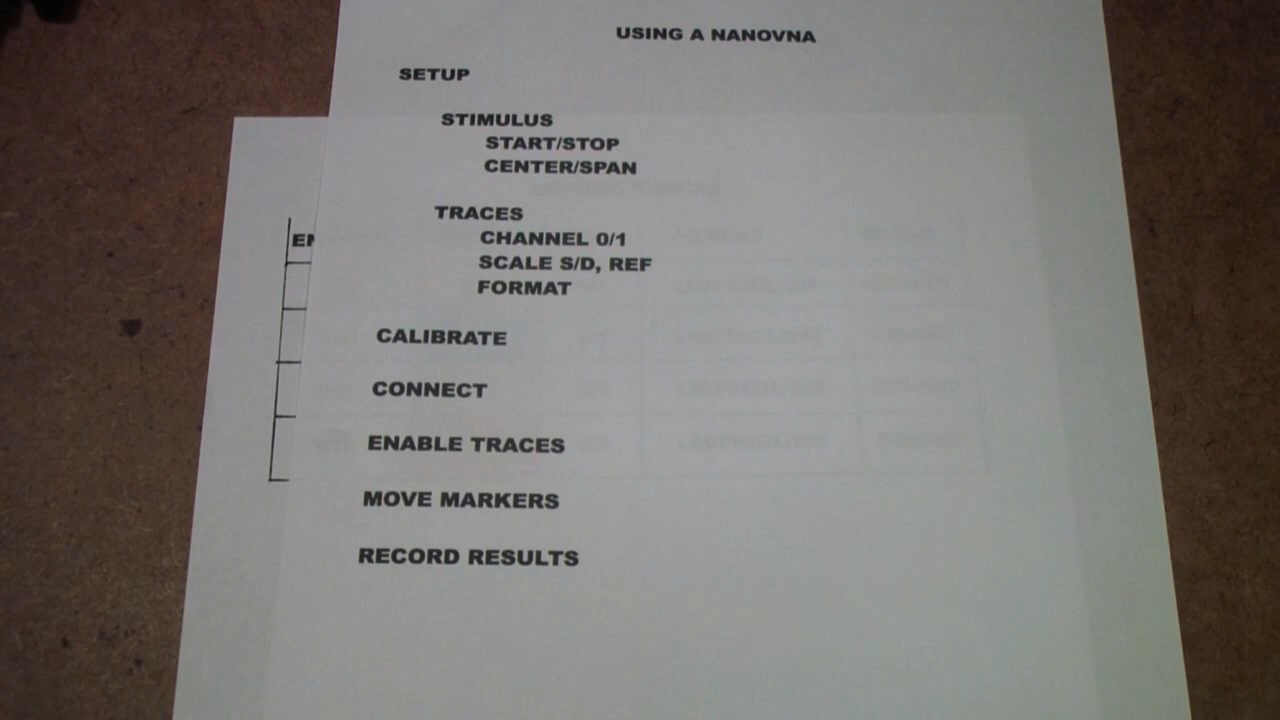 USING A NANOVNA
SETUP
STIMULUS
START/STOP
CENTER/SPAN
TRACES
CHANNEL 0/1
SCALE S/D, REF
FORMAT
CALIBRATE
CONNECT
ENABLE TRACES
MOVE MARKERS
RECORD RESULTS